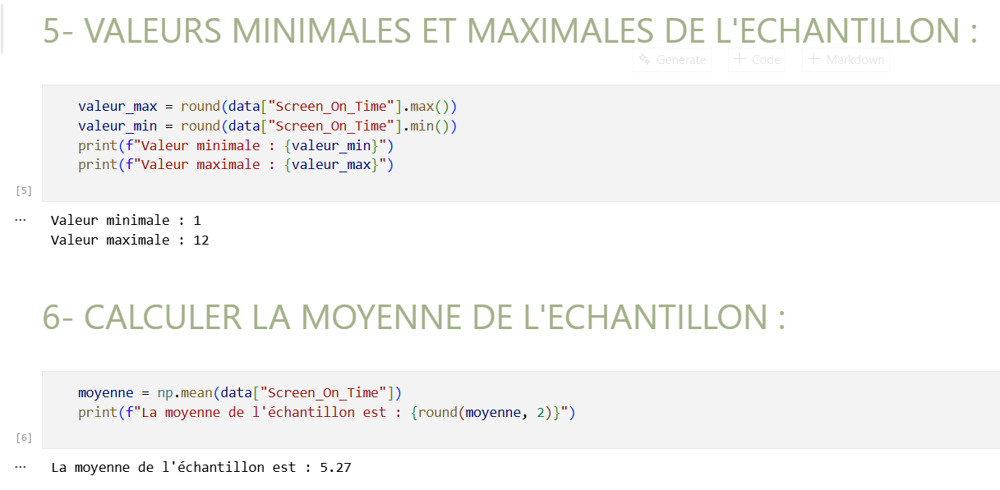 5- VALEURS MINIMALES ET MAXIMALES DE L'ECHANTILLON :
Generate + Code + Markdown
valeur_max = round(data["Screen_On_Time"].max())
valeur_min = round(data["Screen_On_Time"].min())
print(f"Valeur minimale : {valeur_min}")
print(f"Valeur maximale : {valeur_max}")
[5]
... Valeur minimale : 1
Valeur maximale : 12
6- CALCULER LA MOYENNE DE L'ECHANTILLON :
moyenne = np.mean(data["Screen_On_Time"])
print(f"La moyenne de l'échantillon est : {round(moyenne, 2)}")
[6]
... La moyenne de l'échantillon est : 5.27